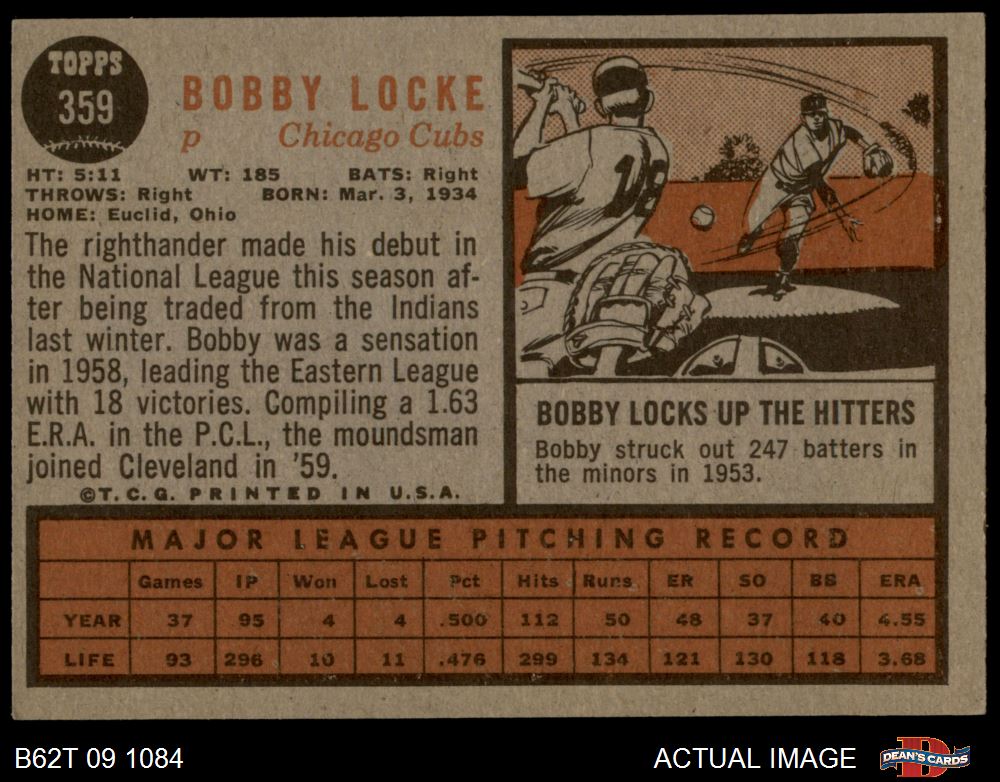 TOPPS
359
BOBBY LOCKE
p Chicago Cubs
HT: 5:11 WT: 185 BATS: Right
THROWS: Right BORN: Mar. 3, 1934
HOME: Euclid, Ohio
The righthander made his debut in
the National League this season af-
ter being traded from the Indians
last winter. Bobby was a sensation
in 1958, leading the Eastern League
with 18 victories. Compiling a 1.63
E.R.A. in the P.C.L., the moundsman
joined Cleveland in '59.
©T.C.G. PRINTED IN U.S.A.
18
BOBBY LOCKS UP THE HITTERS
Bobby struck out 247 batters in
the minors in 1953.
MAJOR LEAGUE PITCHING RECORD
Games IP Won Lost Pct Hits Runs ER SO BB ERA
YEAR 37 95 4 4 .500 112 50 48 37 40 4.55
LIFE 93 296 10 11 .476 299 134 121 130 118 3.68
B62T 09 1084
ACTUAL IMAGE
DEAN'S CARDS